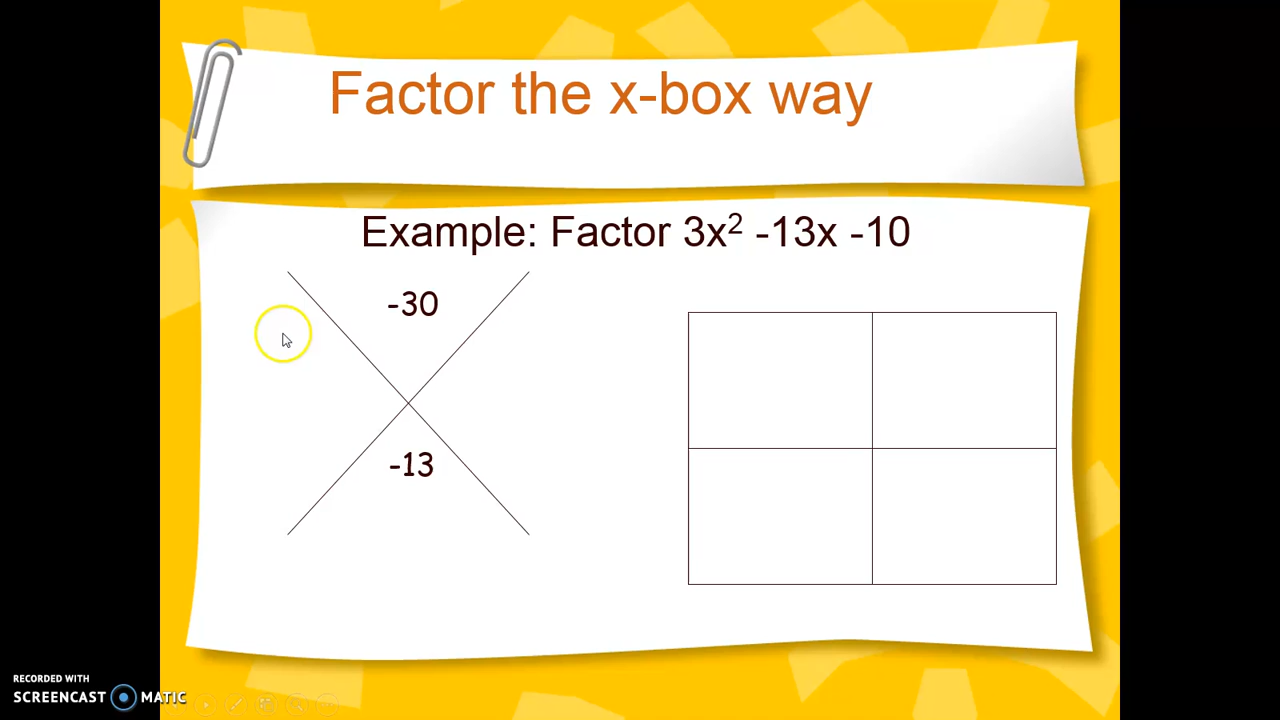 Factor the x-box way
Example: Factor 3x² -13x -10
-30
-13
RECORDED WITH
SCREENCAST MATIC